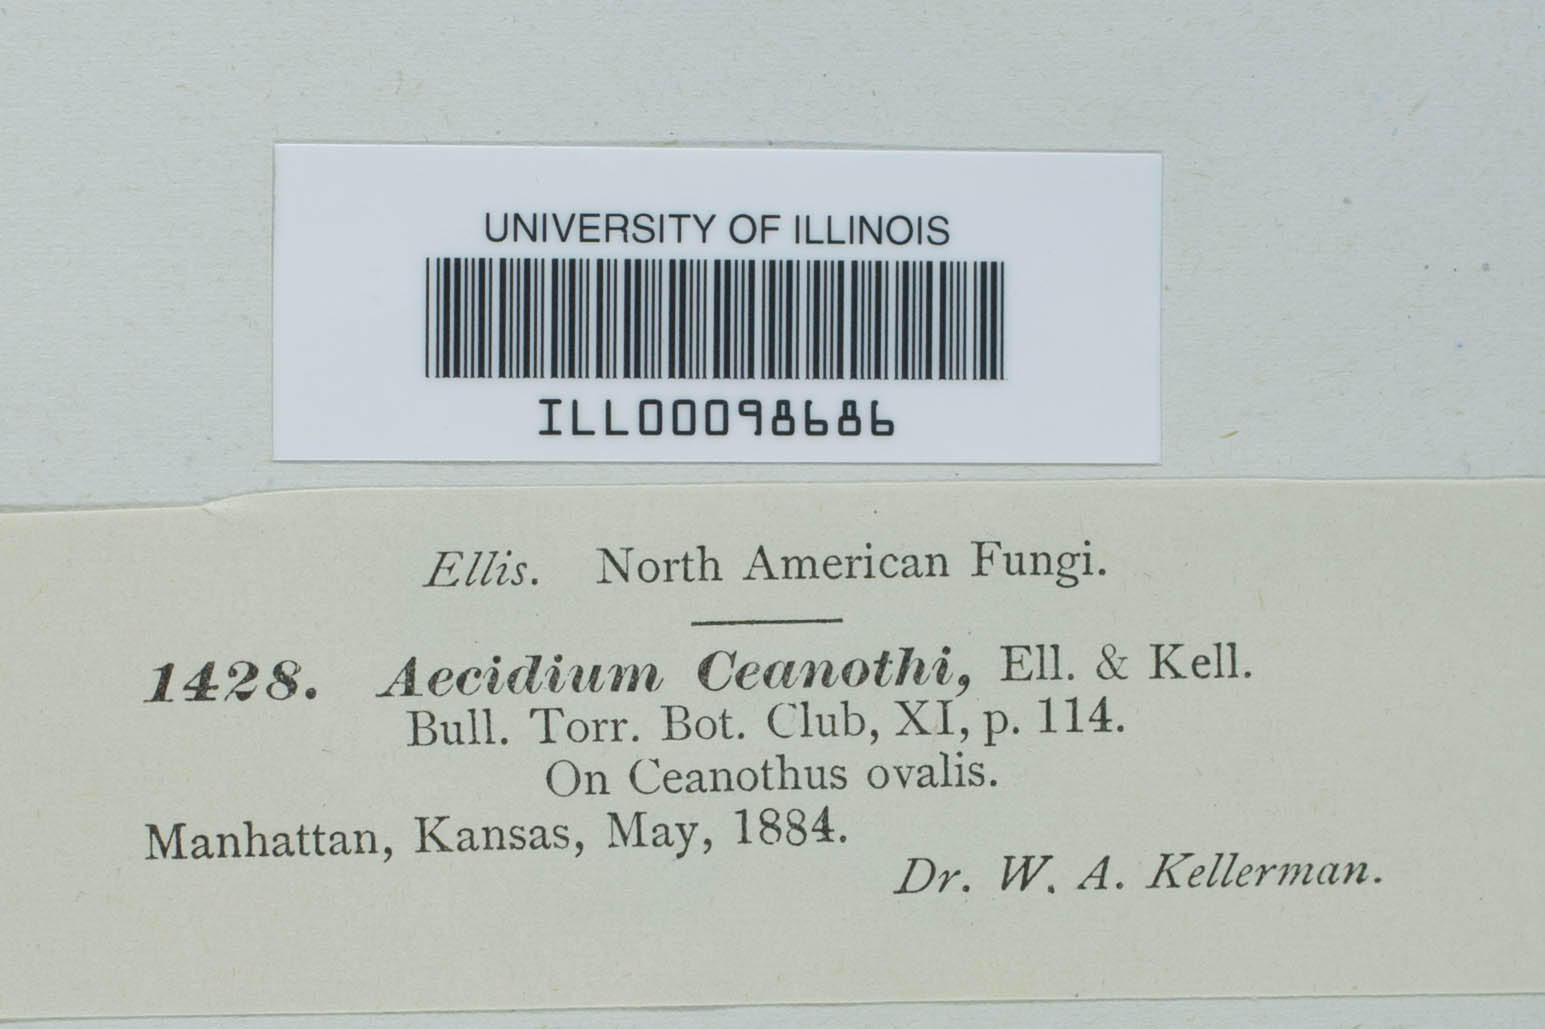 UNIVERSITY OF ILLINOIS
ILL00098686
Ellis. North American Fungi.
1428. Aecidium Ceanothi, Ell. & Kell.
Bull. Torr. Bot. Club, XI, p. 114.
On Ceanothus ovalis.
Manhattan, Kansas, May, 1884.
Dr. W. A. Kellerman.